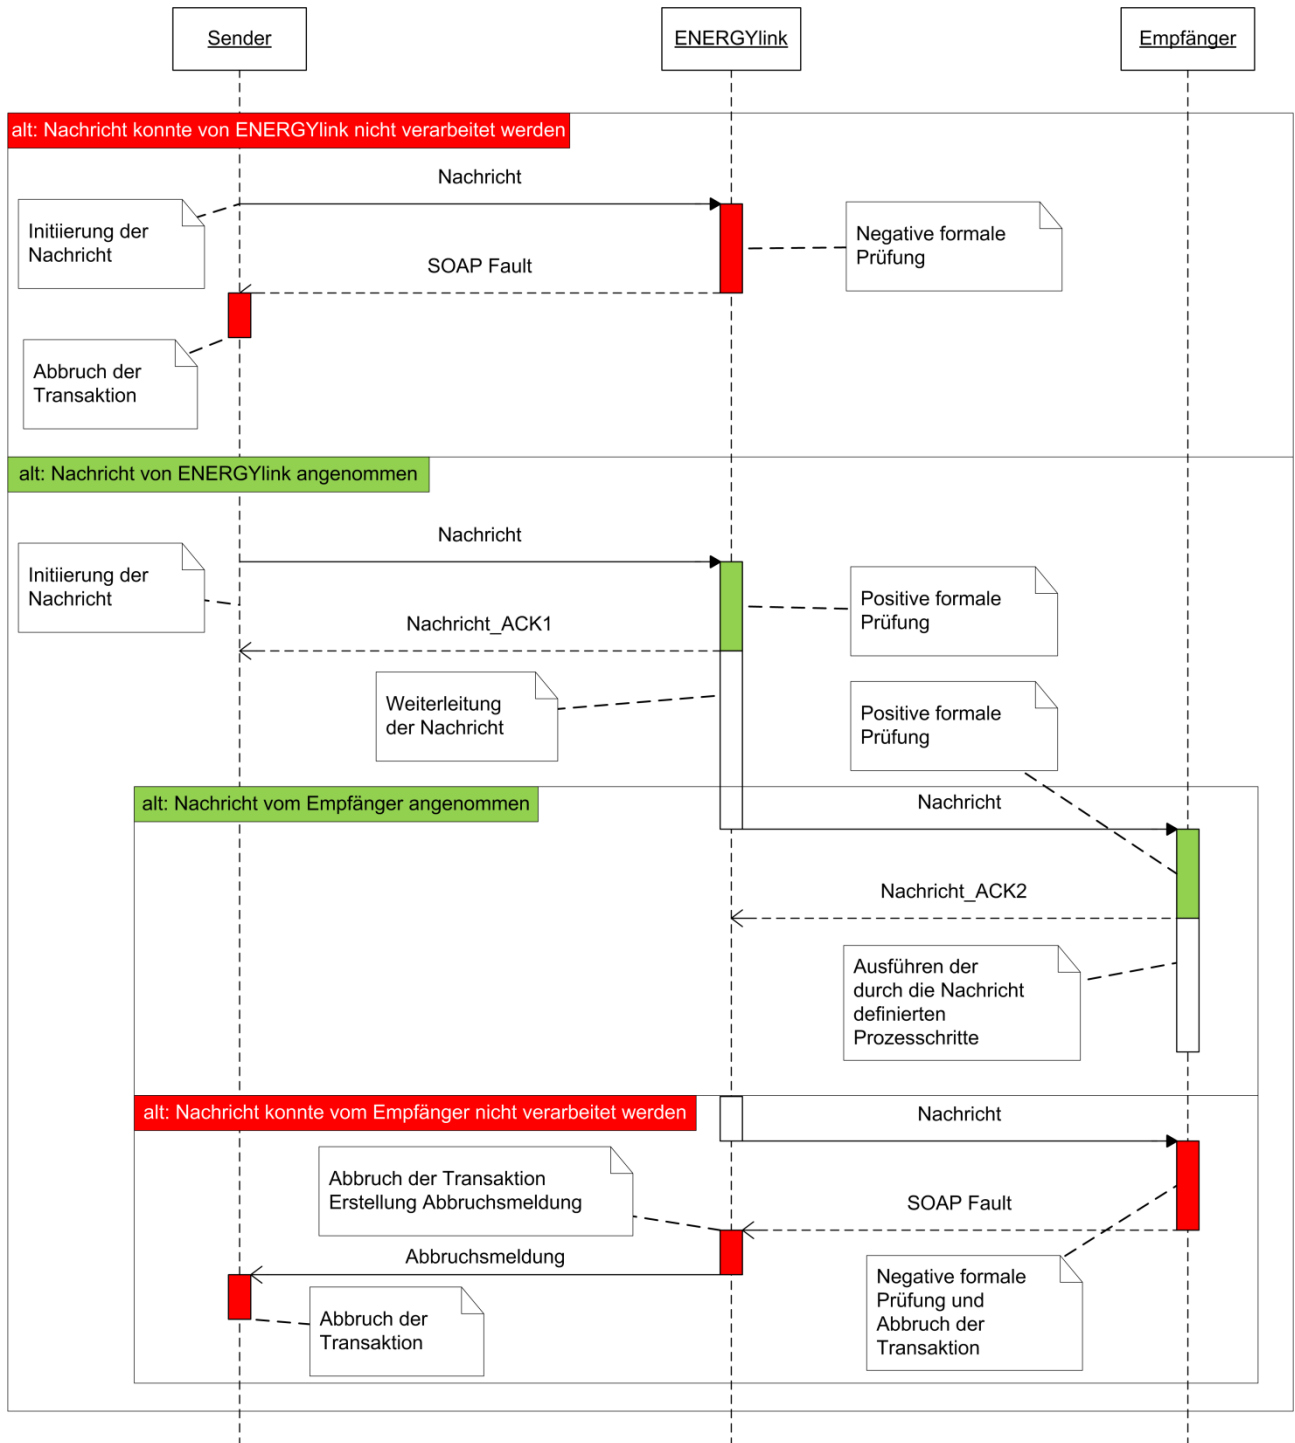 Sender
ENERGYlink
Empfänger
alt: Nachricht konnte von ENERGYlink nicht verarbeitet werden
Nachricht
Initiierung der
Nachricht
Negative formale
Prüfung
SOAP Fault
Abbruch der
Transaktion
alt: Nachricht von ENERGYlink angenommen
Nachricht
Initiierung der
Nachricht
Positive formale
Prüfung
Nachricht_ACK1
Weiterleitung
der Nachricht
Positive formale
Prüfung
alt: Nachricht vom Empfänger angenommen
Nachricht
Nachricht_ACK2
Ausführen der
durch die Nachricht
definierten
Prozesschritte
alt: Nachricht konnte vom Empfänger nicht verarbeitet werden
Nachricht
Abbruch der Transaktion
Erstellung Abbruchsmeldung
SOAP Fault
Abbruchsmeldung
Negative formale
Prüfung und
Abbruch der
Transaktion
Abbruch der
Transaktion